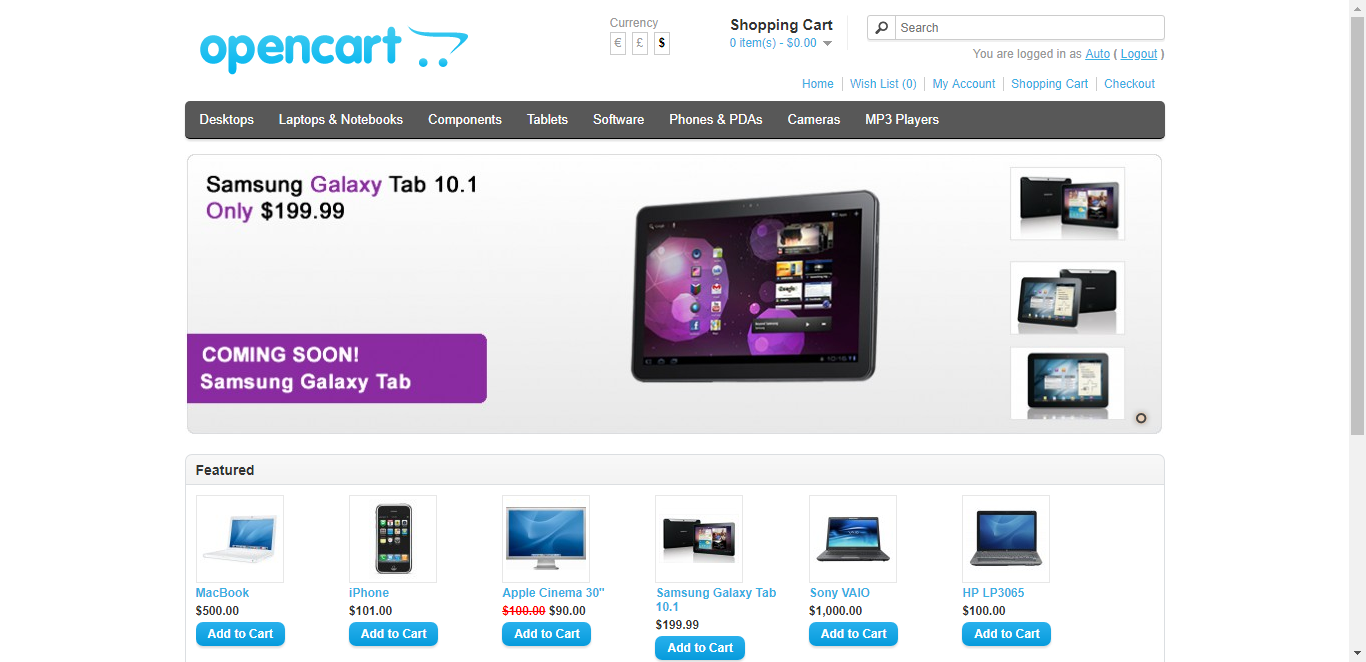 opencart
Currency
€ £ $
Shopping Cart
0 item(s) - $0.00
Search
You are logged in as Auto ( Logout )
Home
Wish List (0)
My Account
Shopping Cart
Checkout
Desktops
Laptops & Notebooks
Components
Tablets
Software
Phones & PDAs
Cameras
MP3 Players
Samsung Galaxy Tab 10.1
Only $199.99
COMING SOON!
Samsung Galaxy Tab
Featured
MacBook
$500.00
Add to Cart
iPhone
$101.00
Add to Cart
Apple Cinema 30"
$100.00 $90.00
Add to Cart
Samsung Galaxy Tab
10.1
$199.99
Add to Cart
Sony VAIO
$1,000.00
Add to Cart
HP LP3065
$100.00
Add to Cart